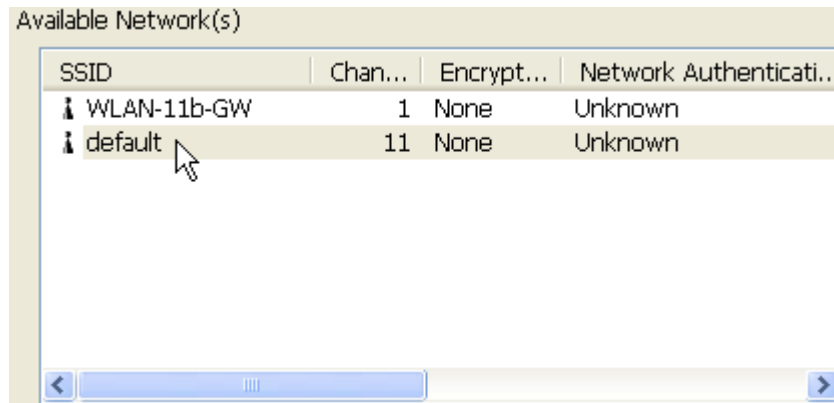 Available Network(s)
SSID Chan... Encrypt... Network Authenticati...
WLAN-11b-GW 1 None Unknown
default 11 None Unknown